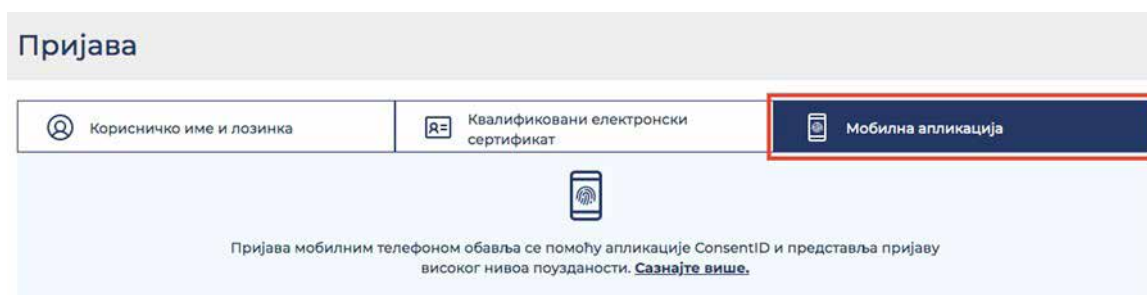 Пријава
Корисничко име и лозинка
Квалификовани електронски
сертификат
Мобилна апликација
Пријава мобилним телефоном обавља се помоћу апликације ConsentID и представља пријаву
високог нивоа поузданости. Сазнајте више.